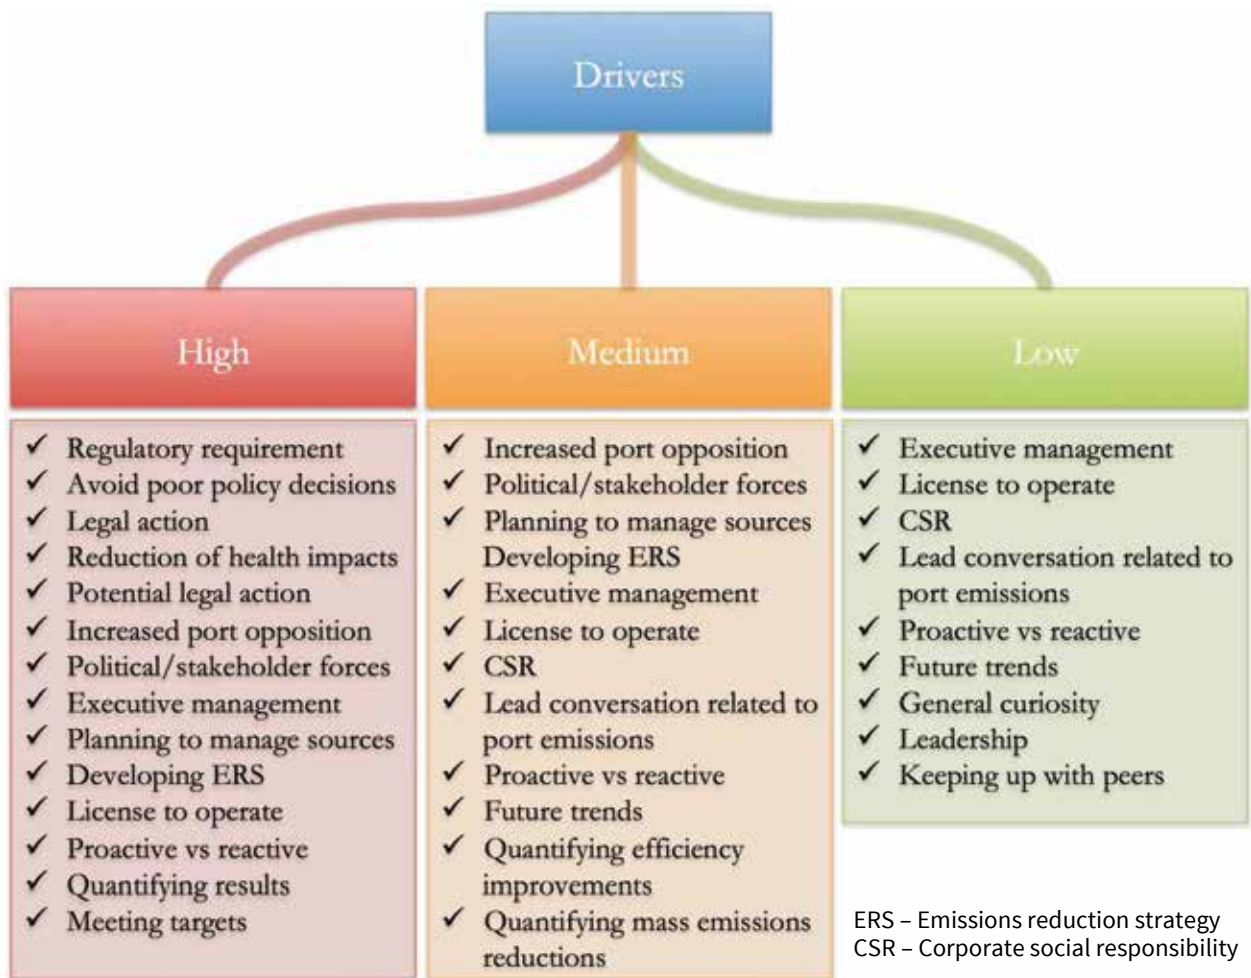 Drivers
High
✓ Regulatory requirement
✓ Avoid poor policy decisions
✓ Legal action
✓ Reduction of health impacts
✓ Potential legal action
✓ Increased port opposition
✓ Political/stakeholder forces
✓ Executive management
✓ Planning to manage sources
✓ Developing ERS
✓ License to operate
✓ Proactive vs reactive
✓ Quantifying results
✓ Meeting targets
Medium
✓ Increased port opposition
✓ Political/stakeholder forces
✓ Planning to manage sources
Developing ERS
✓ Executive management
✓ License to operate
✓ CSR
✓ Lead conversation related to
port emissions
✓ Proactive vs reactive
✓ Future trends
✓ Quantifying efficiency
improvements
✓ Quantifying mass emissions
reductions
Low
✓ Executive management
✓ License to operate
✓ CSR
✓ Lead conversation related to
port emissions
✓ Proactive vs reactive
✓ Future trends
✓ General curiosity
✓ Leadership
✓ Keeping up with peers
ERS – Emissions reduction strategy
CSR – Corporate social responsibility